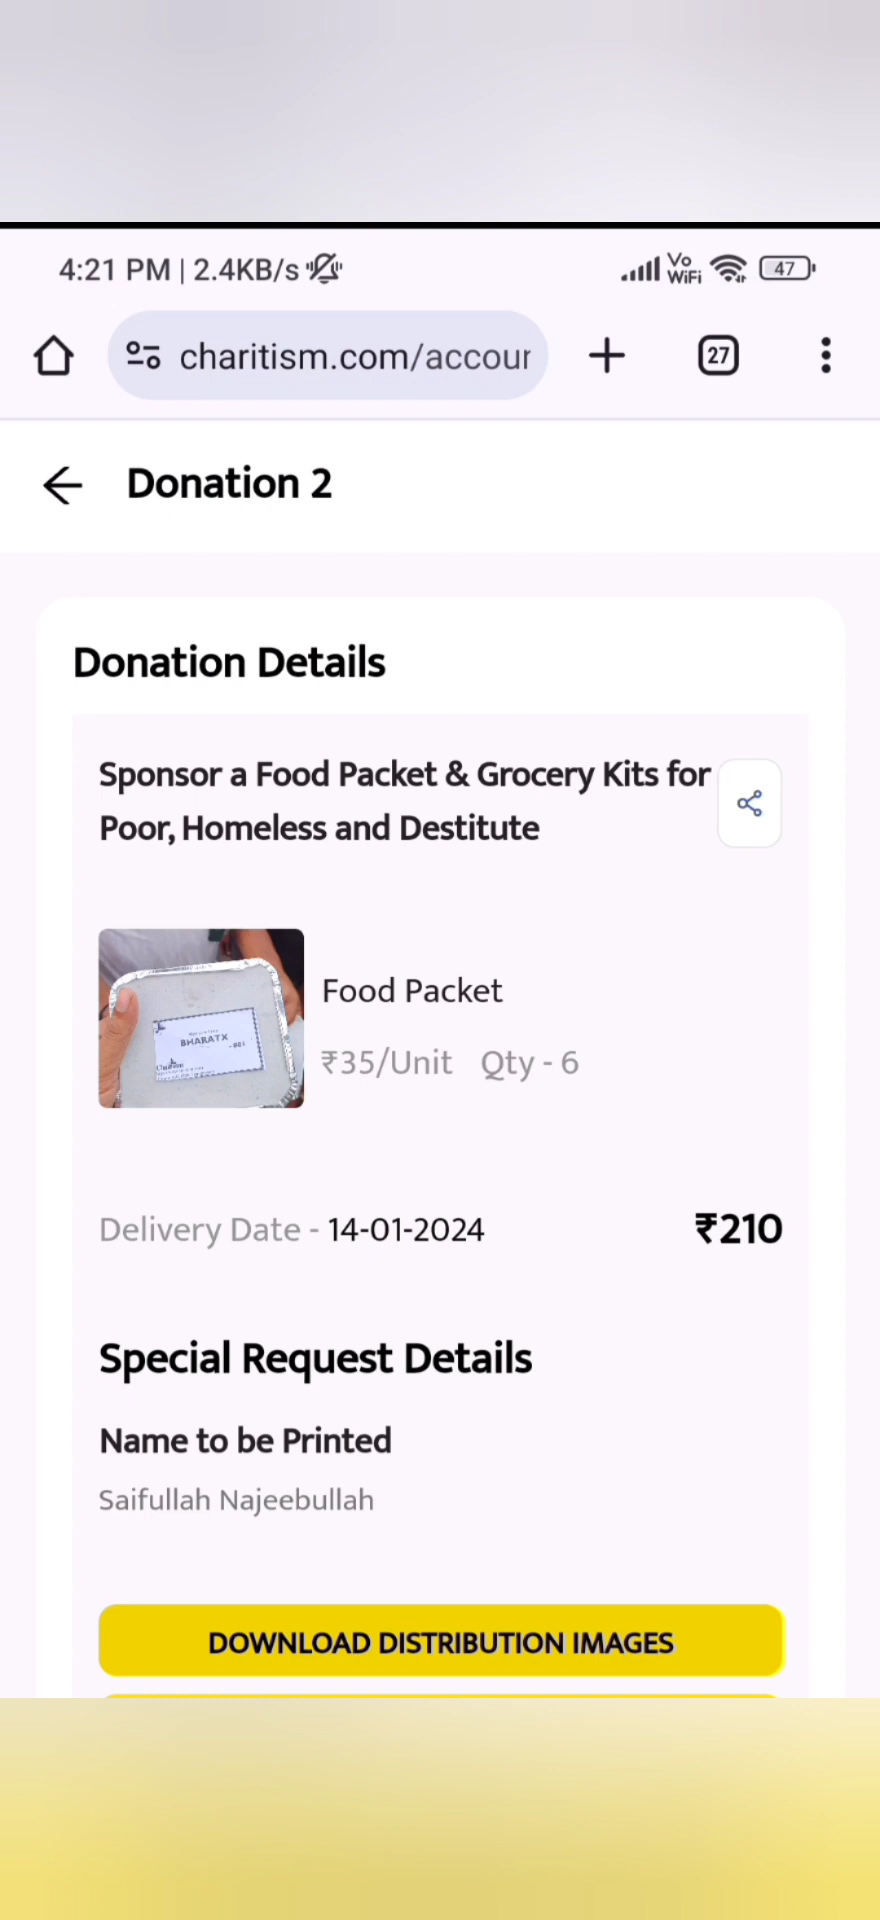 4:21 PM | 2.4KB/s
Vo
WiFi
47
charitism.com/accour
27
Donation 2
Donation Details
Sponsor a Food Packet & Grocery Kits for
Poor, Homeless and Destitute
BHARATX
Food Packet
₹35/Unit Qty - 6
Delivery Date - 14-01-2024
₹210
Special Request Details
Name to be Printed
Saifullah Najeebullah
DOWNLOAD DISTRIBUTION IMAGES